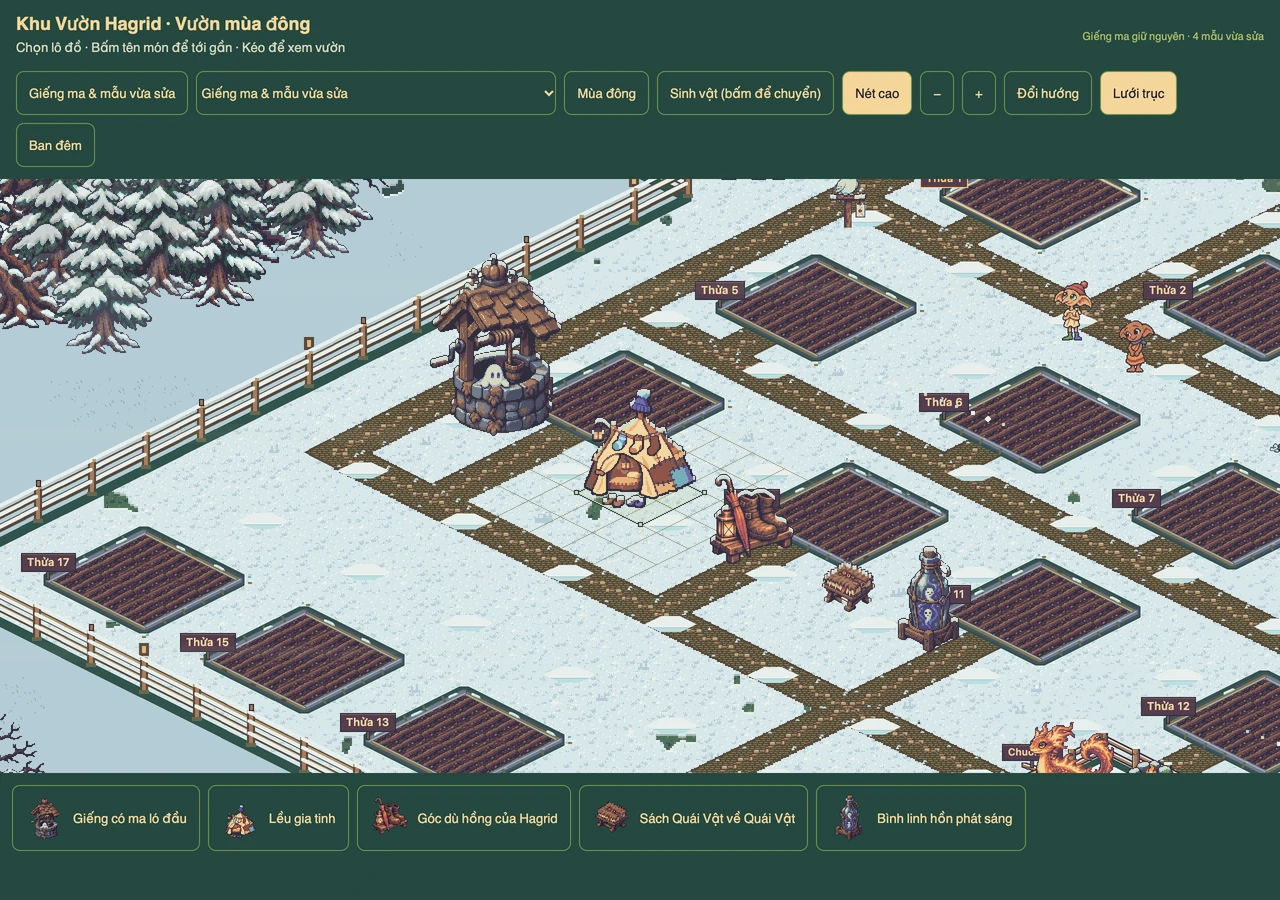 Khu Vườn Hagrid · Vườn mùa đông
Chọn lô đồ · Bấm tên món để tới gần · Kéo để xem vườn
Giếng ma giữ nguyên · 4 mẫu vừa sửa
Giếng ma & mẫu vừa sửa
Giếng ma & mẫu vừa sửa
Mùa đông
Sinh vật (bấm để chuyển)
Nét cao
–
+
Đổi hướng
Lưới trục
Ban đêm
Thửa 5
Thửa 2
Thửa 6
Thửa 7
Thửa 17
11
Thửa 15
Thửa 12
Thửa 13
Giếng có ma ló đầu
Lều gia tinh
Góc dù hồng của Hagrid
Sách Quái Vật về Quái Vật
Bình linh hồn phát sáng